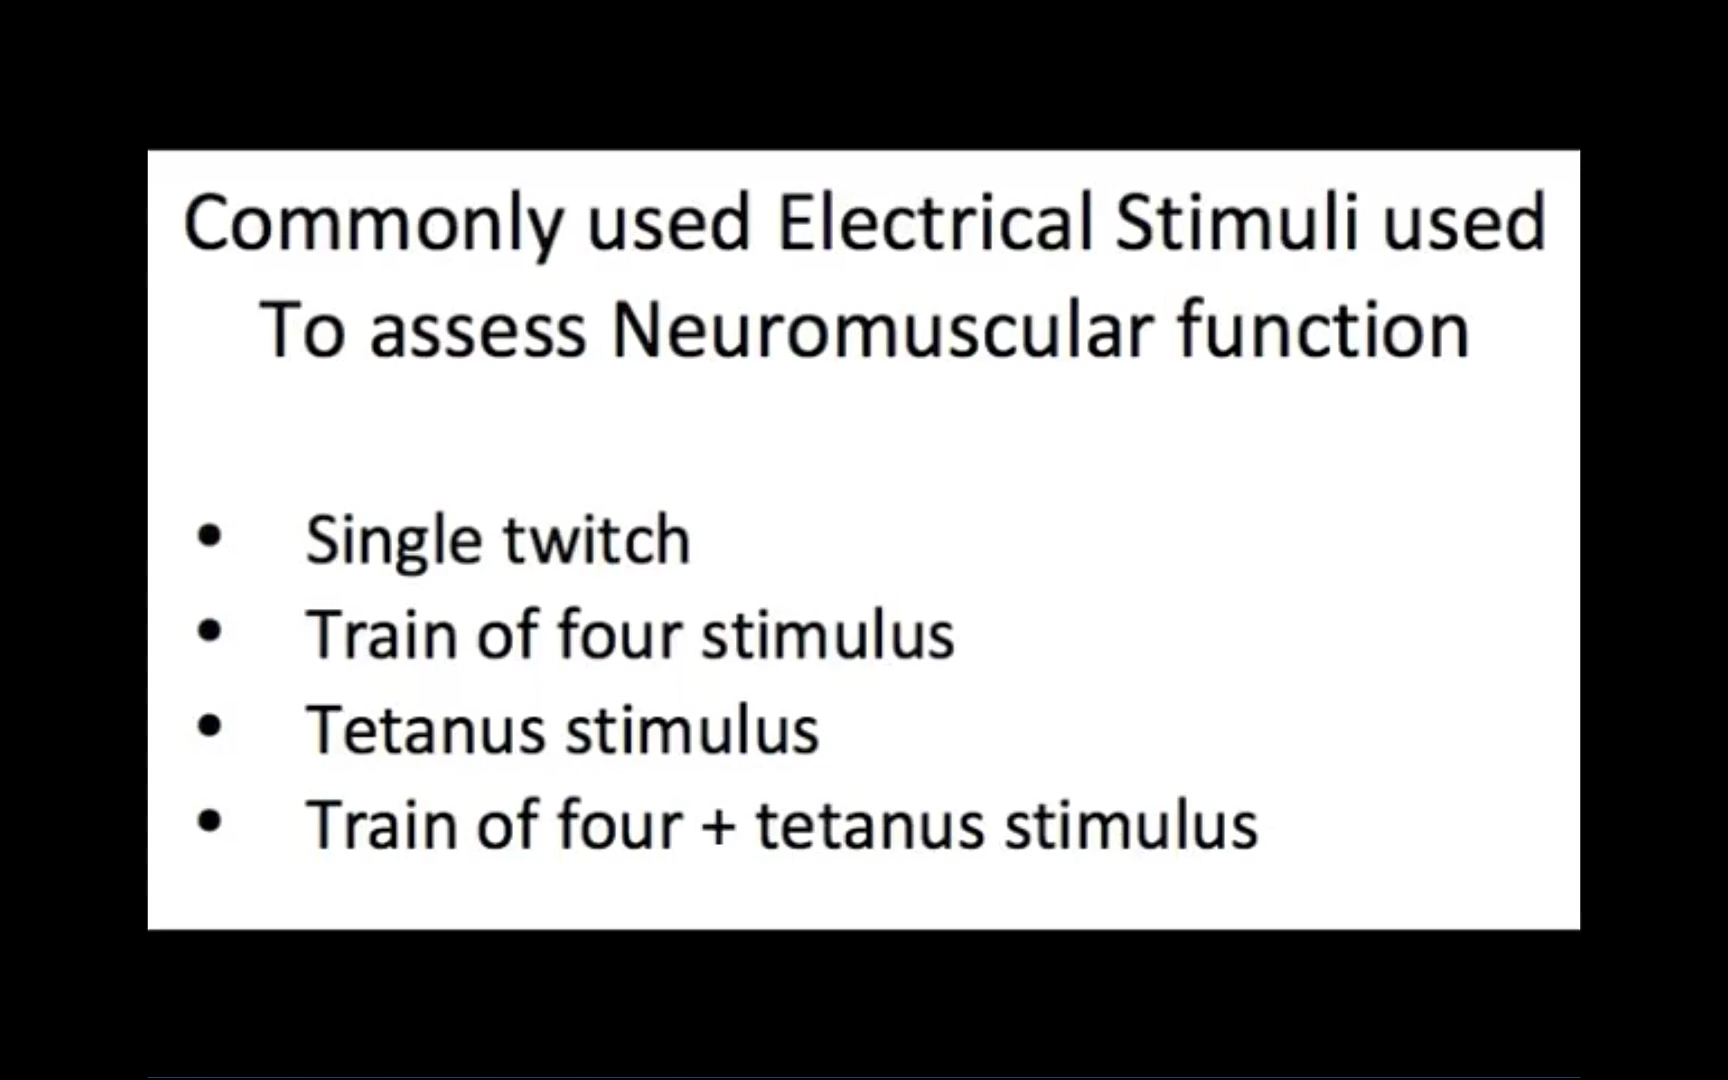 Commonly used Electrical Stimuli used
To assess Neuromuscular function
• Single twitch
• Train of four stimulus
• Tetanus stimulus
• Train of four + tetanus stimulus